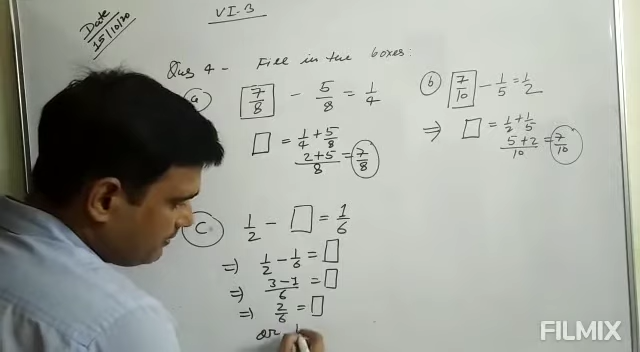 VI-B
Date
15/10/20
Ques 4 - Fill in the boxes:
a 7/8 - 5/8 = 1/4
□ = 1/4 + 5/8
2+5/8 = 7/8
b 7/10 - 1/5 = 1/2
⇒ □ = 1/2 + 1/5
5+2/10 = 7/10
C 1/2 - □ = 1/6
⇒ 1/2 - 1/6 = □
⇒ 3-1/6 = □
⇒ 2/6 = □
or 1
FILMIX